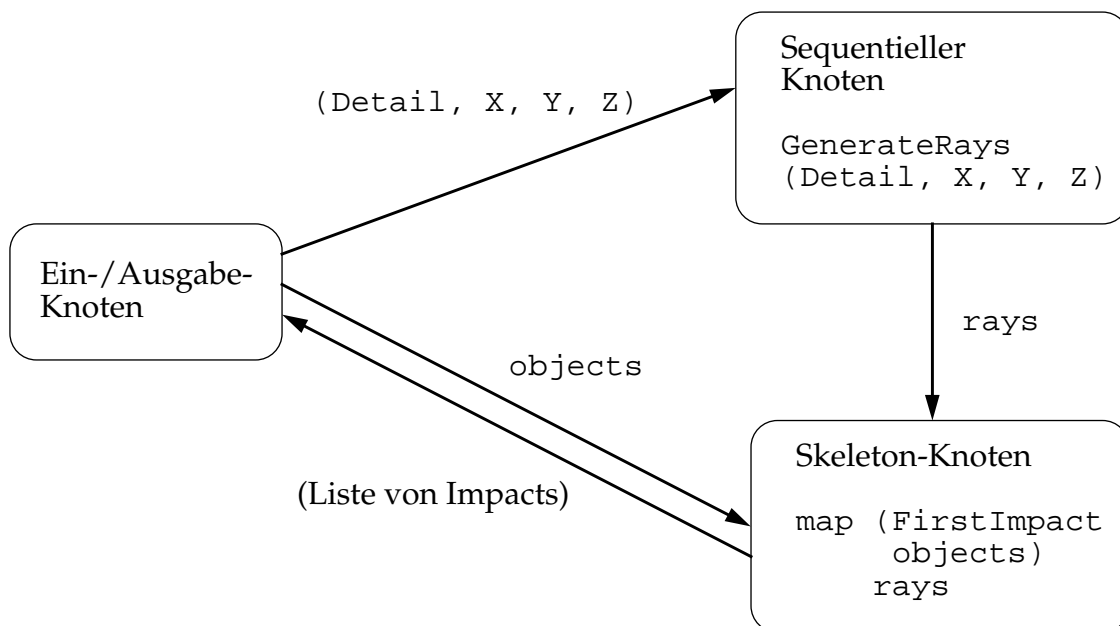 Sequentieller
Knoten
(Detail, X, Y, Z)
GenerateRays
(Detail, X, Y, Z)
Ein-/Ausgabe-
Knoten
rays
objects
Skeleton-Knoten
(Liste von Impacts)
map (FirstImpact
objects)
rays